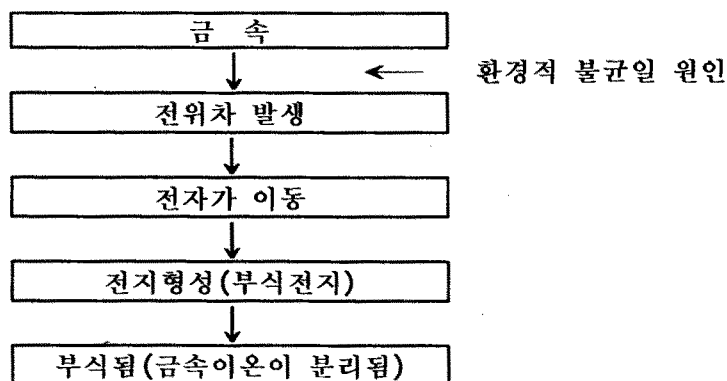 금 속
환경적 불균일 원인
전위차 발생
전자가 이동
전지형성(부식전지)
부식됨(금속이온이 분리됨)